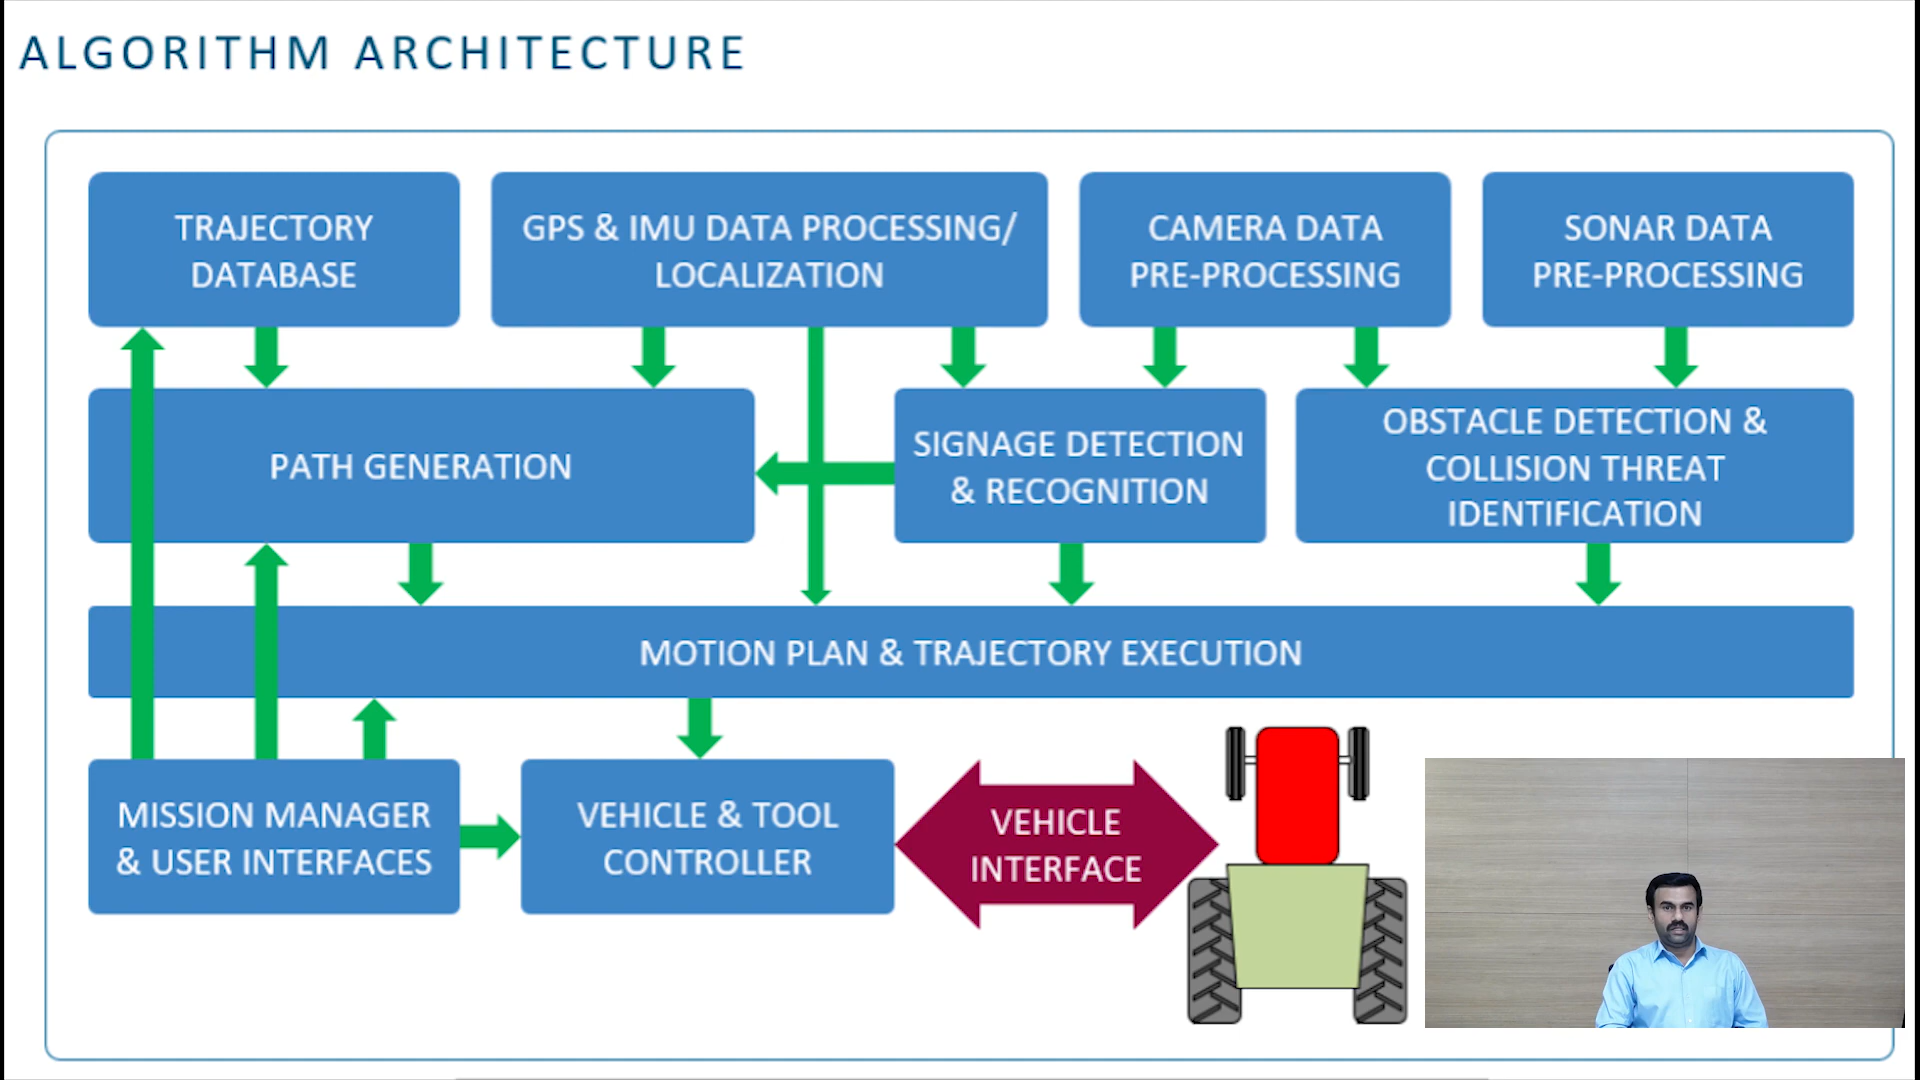 ALGORITHM ARCHITECTURE
TRAJECTORY
DATABASE
GPS & IMU DATA PROCESSING/
LOCALIZATION
CAMERA DATA
PRE-PROCESSING
SONAR DATA
PRE-PROCESSING
PATH GENERATION
SIGNAGE DETECTION
& RECOGNITION
OBSTACLE DETECTION &
COLLISION THREAT
IDENTIFICATION
MOTION PLAN & TRAJECTORY EXECUTION
MISSION MANAGER
& USER INTERFACES
VEHICLE & TOOL
CONTROLLER
VEHICLE
INTERFACE